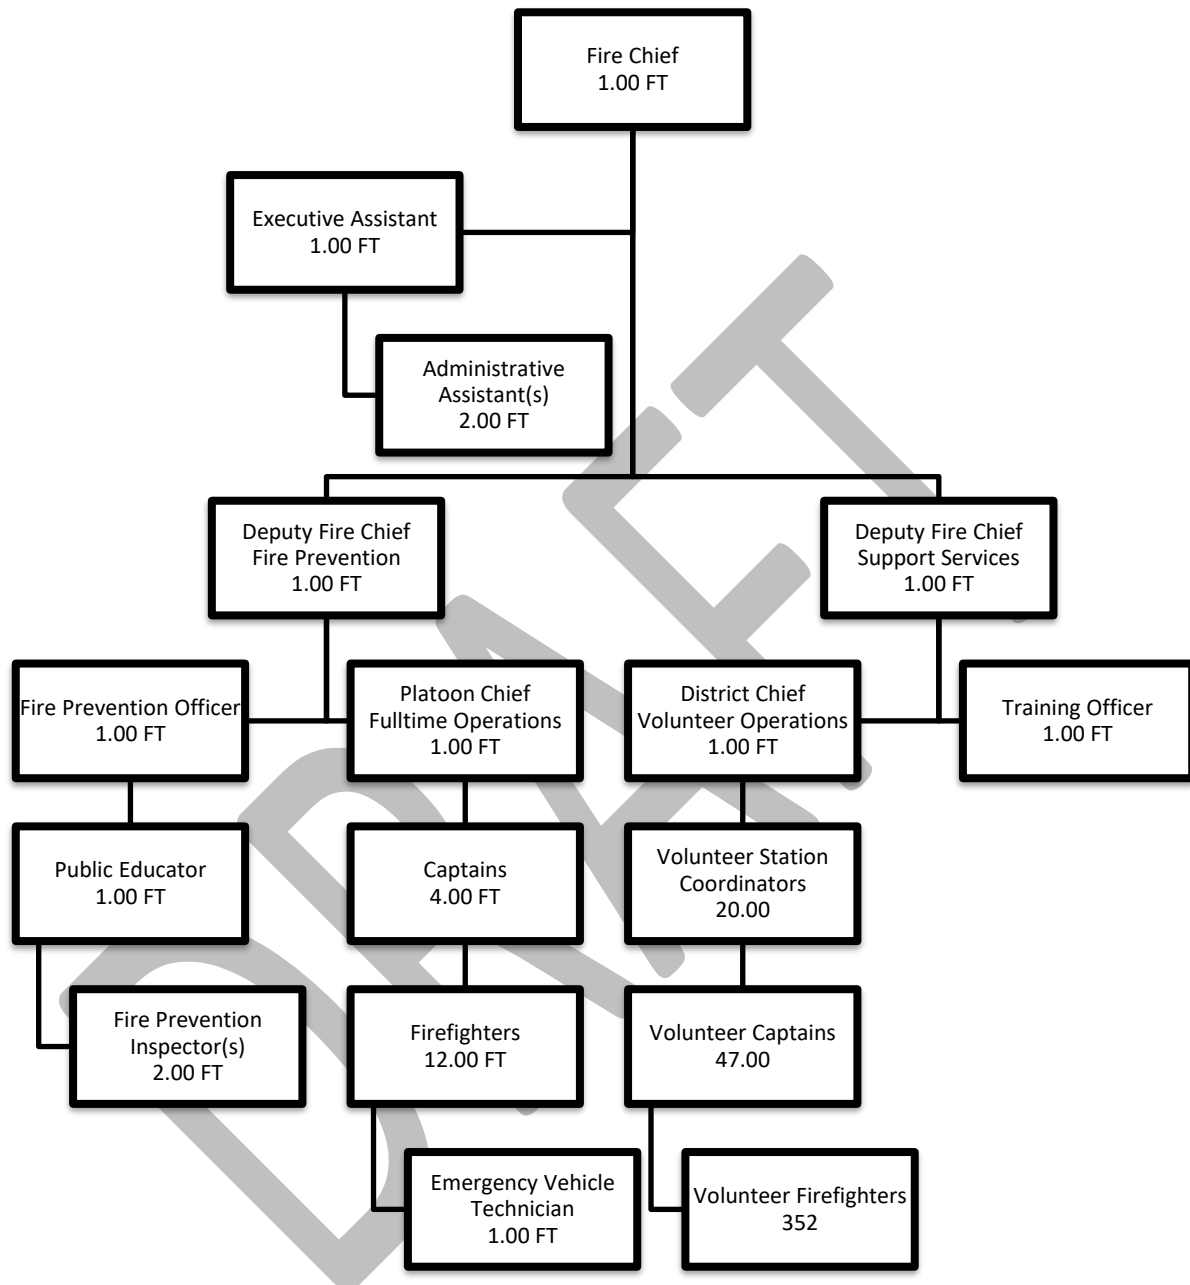 Fire Chief
1.00 FT
Executive Assistant
1.00 FT
Administrative
Assistant(s)
2.00 FT
Deputy Fire Chief
Fire Prevention
1.00 FT
Deputy Fire Chief
Support Services
1.00 FT
Fire Prevention Officer
1.00 FT
Platoon Chief
Fulltime Operations
1.00 FT
District Chief
Volunteer Operations
1.00 FT
Training Officer
1.00 FT
Public Educator
1.00 FT
Captains
4.00 FT
Volunteer Station
Coordinators
20.00
Fire Prevention
Inspector(s)
2.00 FT
Firefighters
12.00 FT
Volunteer Captains
47.00
Emergency Vehicle
Technician
1.00 FT
Volunteer Firefighters
352
DRAFT